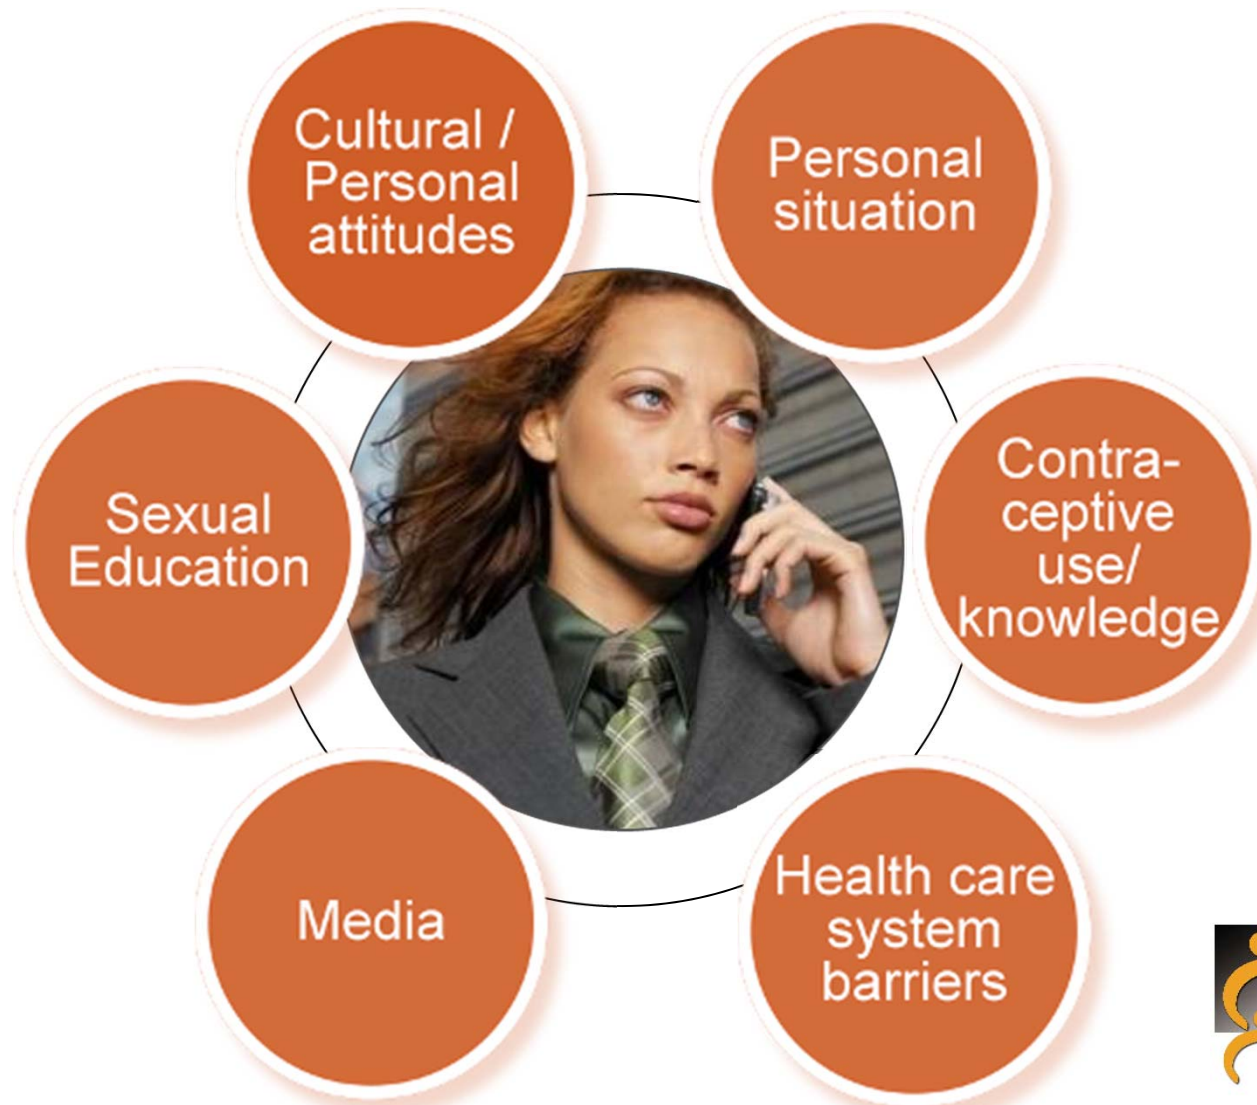 Cultural /
Personal
attitudes
Personal
situation
Contra-
ceptive
use/
knowledge
Health care
system
barriers
Media
Sexual
Education